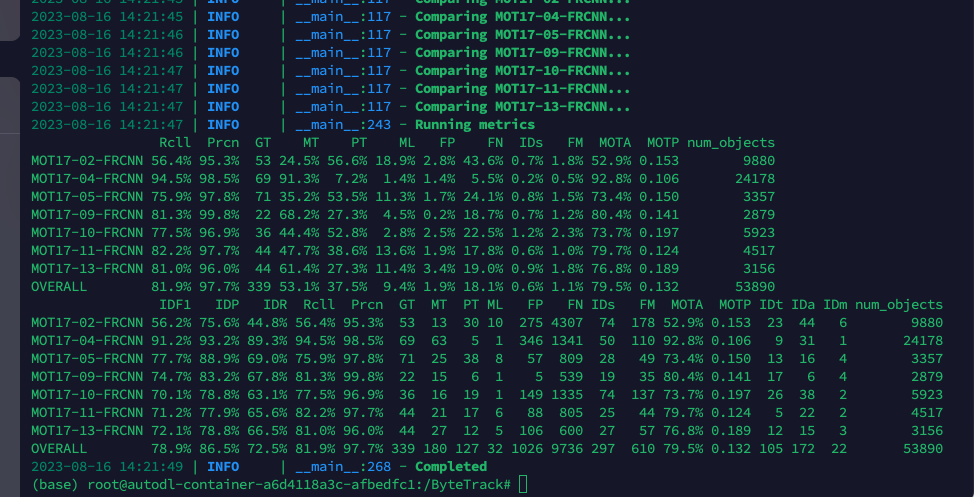 2023-08-16 14:21:45 | INFO     | __main__:117 - Comparing MOT17-02-FRCNN...
2023-08-16 14:21:45 | INFO     | __main__:117 - Comparing MOT17-04-FRCNN...
2023-08-16 14:21:46 | INFO     | __main__:117 - Comparing MOT17-05-FRCNN...
2023-08-16 14:21:46 | INFO     | __main__:117 - Comparing MOT17-09-FRCNN...
2023-08-16 14:21:47 | INFO     | __main__:117 - Comparing MOT17-10-FRCNN...
2023-08-16 14:21:47 | INFO     | __main__:117 - Comparing MOT17-11-FRCNN...
2023-08-16 14:21:47 | INFO     | __main__:117 - Comparing MOT17-13-FRCNN...
2023-08-16 14:21:47 | INFO     | __main__:243 - Running metrics
Rcll Prcn GT MT PT ML FP FN IDs FM MOTA MOTP num_objects
MOT17-02-FRCNN 56.4% 95.3% 53 24.5% 56.6% 18.9% 2.8% 43.6% 0.7% 1.8% 52.9% 0.153 9880
MOT17-04-FRCNN 94.5% 98.5% 69 91.3% 7.2% 1.4% 1.4% 5.5% 0.2% 0.5% 92.8% 0.106 24178
MOT17-05-FRCNN 75.9% 97.8% 71 35.2% 53.5% 11.3% 1.7% 24.1% 0.8% 1.5% 73.4% 0.150 3357
MOT17-09-FRCNN 81.3% 99.8% 22 68.2% 27.3% 4.5% 0.2% 18.7% 0.7% 1.2% 80.4% 0.141 2879
MOT17-10-FRCNN 77.5% 96.9% 36 44.4% 52.8% 2.8% 2.5% 22.5% 1.2% 2.3% 73.7% 0.197 5923
MOT17-11-FRCNN 82.2% 97.7% 44 47.7% 38.6% 13.6% 1.9% 17.8% 0.6% 1.0% 79.7% 0.124 4517
MOT17-13-FRCNN 81.0% 96.0% 44 61.4% 27.3% 11.4% 3.4% 19.0% 0.9% 1.8% 76.8% 0.189 3156
OVERALL 81.9% 97.7% 339 53.1% 37.5% 9.4% 1.9% 18.1% 0.6% 1.1% 79.5% 0.132 53890
IDF1 IDP IDR Rcll Prcn GT MT PT ML FP FN IDs FM MOTA MOTP IDt IDa IDm num_objects
MOT17-02-FRCNN 56.2% 75.6% 44.8% 56.4% 95.3% 53 13 30 10 275 4307 74 178 52.9% 0.153 23 44 6 9880
MOT17-04-FRCNN 91.2% 93.2% 89.3% 94.5% 98.5% 69 63 5 1 346 1341 50 110 92.8% 0.106 9 31 1 24178
MOT17-05-FRCNN 77.7% 88.9% 69.0% 75.9% 97.8% 71 25 38 8 57 809 28 49 73.4% 0.150 13 16 4 3357
MOT17-09-FRCNN 74.7% 83.2% 67.8% 81.3% 99.8% 22 15 6 1 5 539 19 35 80.4% 0.141 17 6 4 2879
MOT17-10-FRCNN 70.1% 78.8% 63.1% 77.5% 96.9% 36 16 19 1 149 1335 74 137 73.7% 0.197 26 38 2 5923
MOT17-11-FRCNN 71.2% 77.9% 65.6% 82.2% 97.7% 44 21 17 6 88 805 25 44 79.7% 0.124 5 22 2 4517
MOT17-13-FRCNN 72.1% 78.8% 66.5% 81.0% 96.0% 44 27 12 5 106 600 27 57 76.8% 0.189 12 15 3 3156
OVERALL 78.9% 86.5% 72.5% 81.9% 97.7% 339 180 127 32 1026 9736 297 610 79.5% 0.132 105 172 22 53890
2023-08-16 14:21:49 | INFO     | __main__:268 - Completed
(base) root@autodl-container-a6d4118a3c-afbedfc1:/ByteTrack#